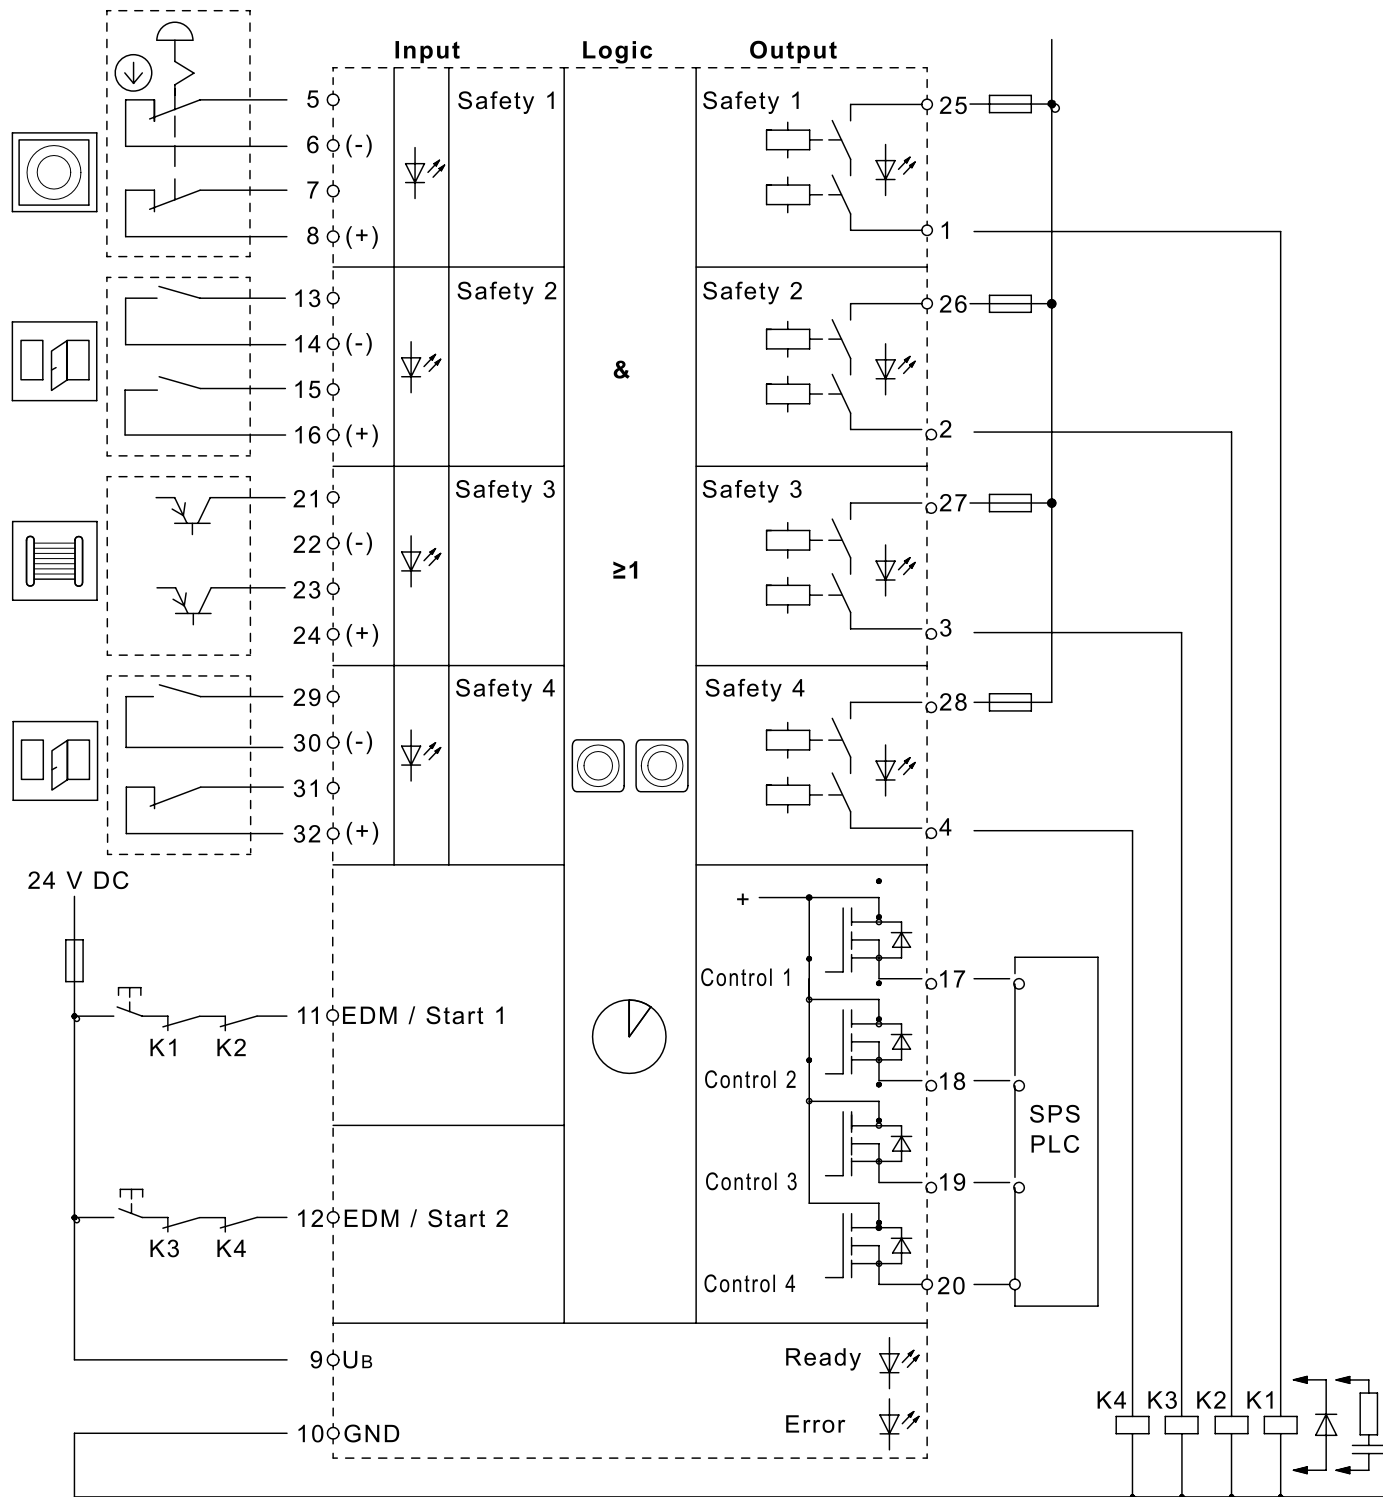 Input Logic Output
5 Safety 1 Safety 1 25
6 (-)
7
8 (+) 1
13 Safety 2 Safety 2 26
14 (-)
&
15
16 (+) 2
21 Safety 3 Safety 3 27
22 (-)
≥1
23
24 (+) 3
29 Safety 4 Safety 4 28
30 (-)
31
32 (+) 4
24 V DC
+
Control 1 17
11 EDM / Start 1
K1 K2
Control 2 18
SPS
PLC
Control 3 19
12 EDM / Start 2
K3 K4
Control 4 20
9 UB Ready
K4 K3 K2 K1
Error
10 GND